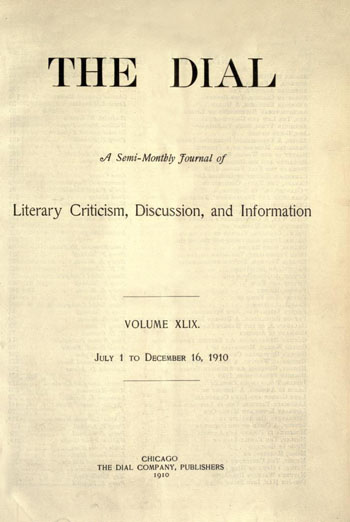 THE DIAL
A Semi-Monthly Journal of
Literary Criticism, Discussion, and Information
VOLUME XLIX.
JULY 1 TO DECEMBER 16, 1910
CHICAGO
THE DIAL COMPANY, PUBLISHERS
1910